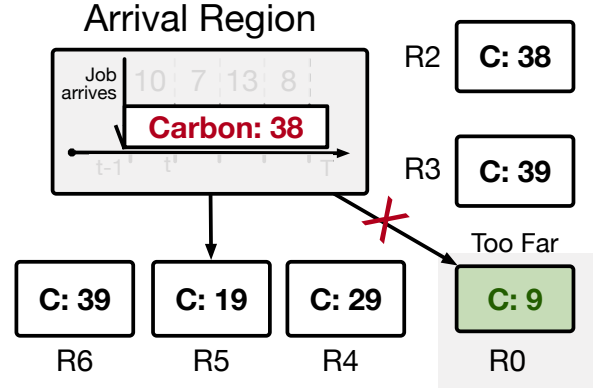 Arrival Region
Job
arrives
10 7 13 8
Carbon: 38
t-1 t T
R2 C: 38
R3 C: 39
Too Far
C: 39 C: 19 C: 29 C: 9
R6 R5 R4 R0